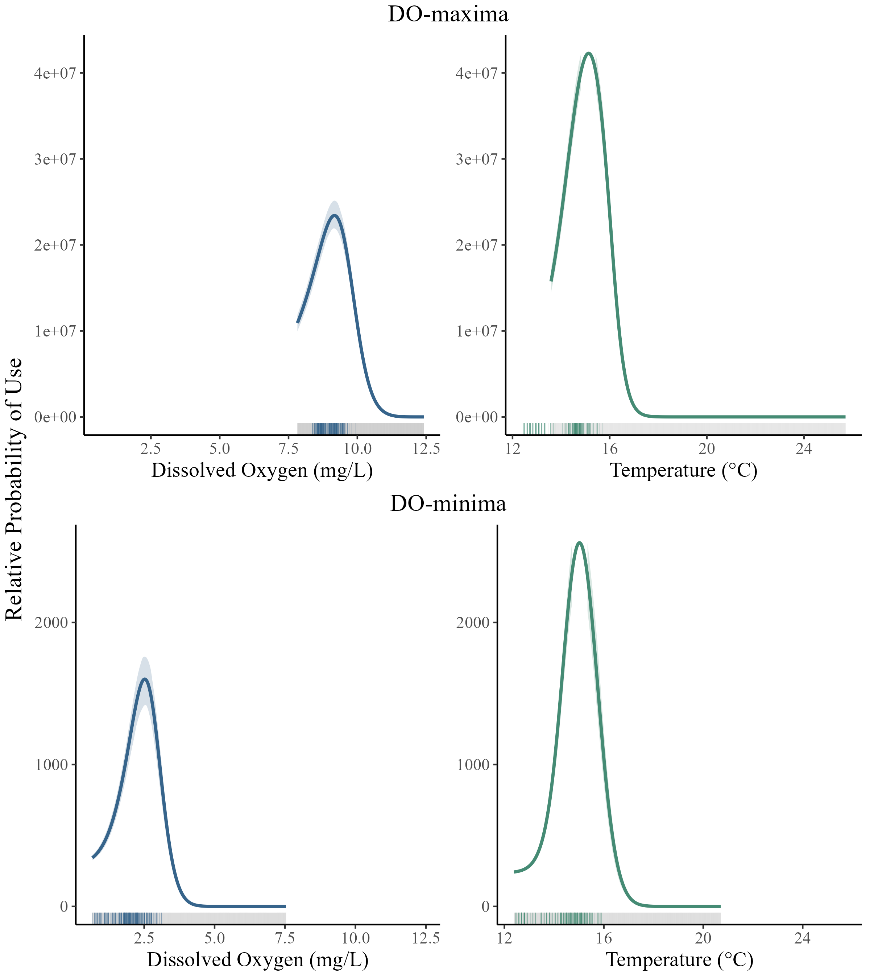 DO-maxima
4e+07
3e+07
2e+07
1e+07
0e+00
2.5 5.0 7.5 10.0 12.5
Dissolved Oxygen (mg/L)
4e+07
3e+07
2e+07
1e+07
0e+00
12 16 20 24
Temperature (°C)
Relative Probability of Use
DO-minima
2000
1000
0
2.5 5.0 7.5 10.0 12.5
Dissolved Oxygen (mg/L)
2000
1000
0
12 16 20 24
Temperature (°C)